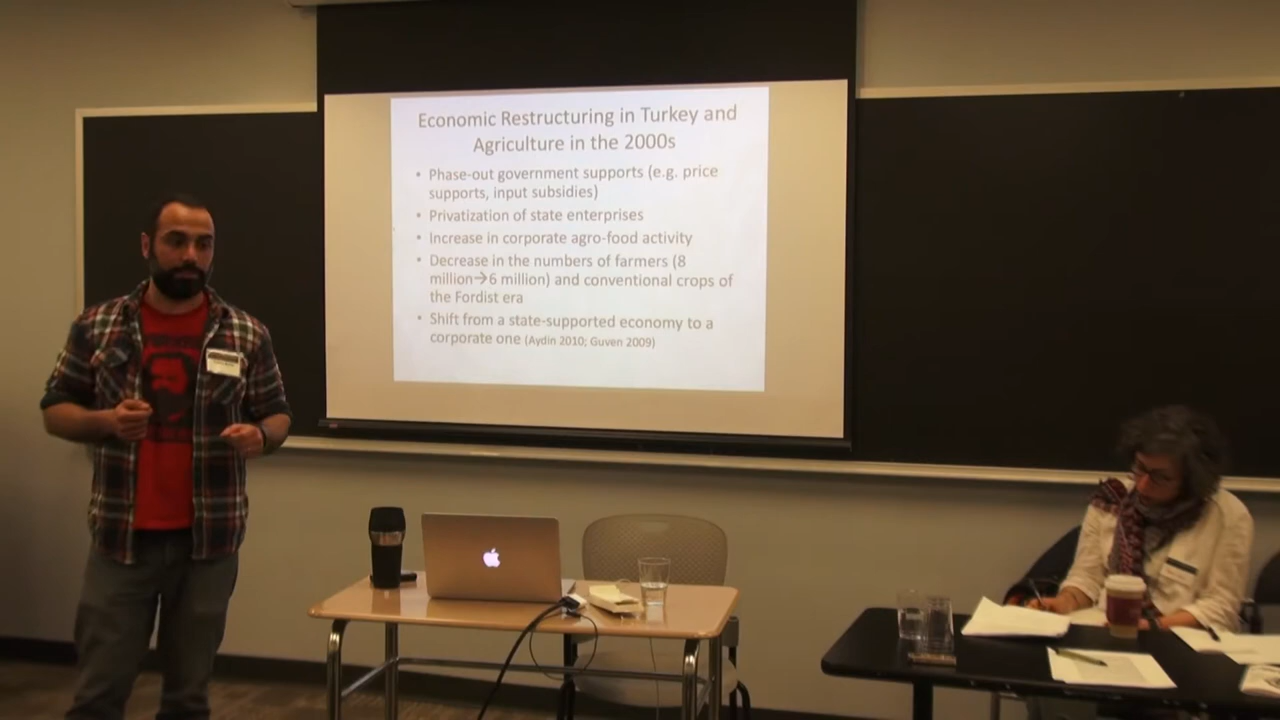 Economic Restructuring in Turkey and
Agriculture in the 2000s
• Phase-out government supports (e.g. price
supports, input subsidies)
• Privatization of state enterprises
• Increase in corporate agro-food activity
• Decrease in the numbers of farmers (8
million→6 million) and conventional crops of
the Fordist era
• Shift from a state-supported economy to a
corporate one (Aydin 2010; Guven 2009)